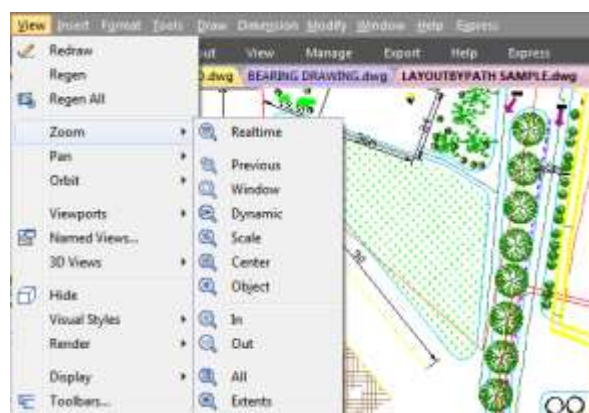 View Insert Format Tools Draw Dimension Modify Window Help Express
out View Manage Export Help Express
D.dwg BEARING DRAWING.dwg LAYOUTBYPATH SAMPLE.dwg
Redraw
Regen
Regen All
Zoom
Pan
Orbit
Viewports
Named Views...
3D Views
Hide
Visual Styles
Render
Display
Toolbars...
Realtime
Previous
Window
Dynamic
Scale
Center
Object
In
Out
All
Extents